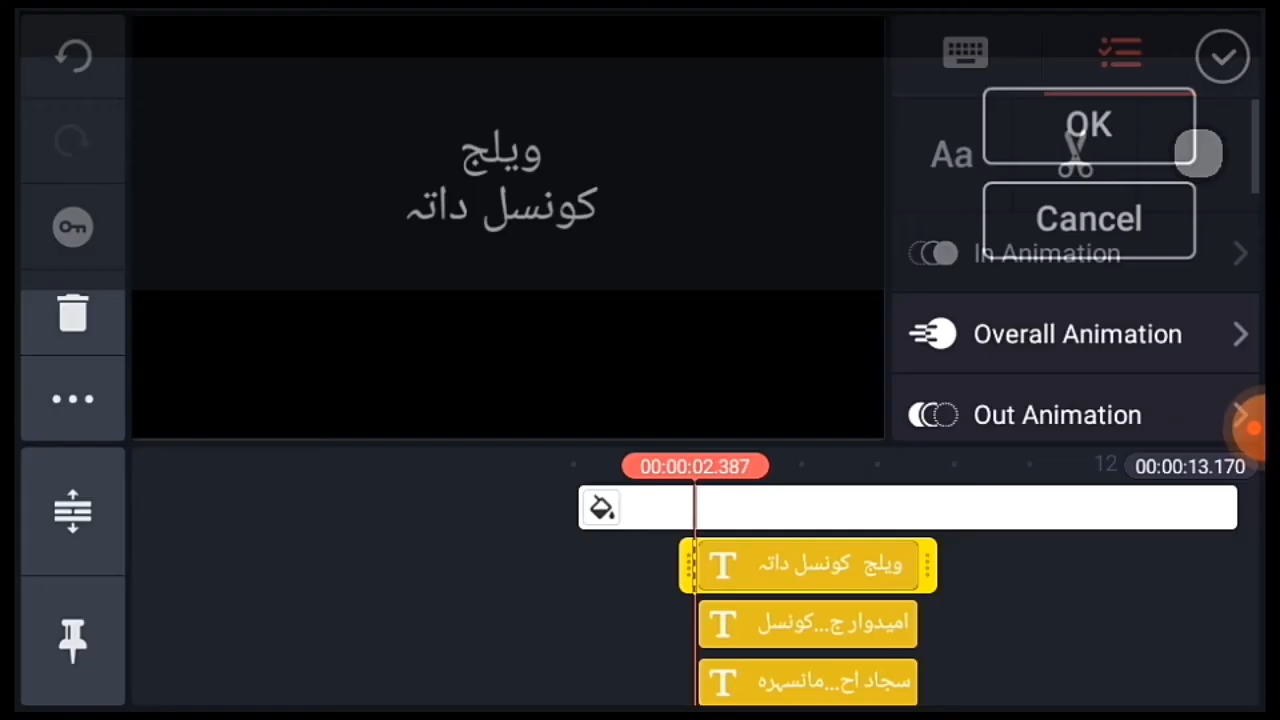 OK
ویلج
کونسل داتہ
Aa
Cancel
In Animation
Overall Animation
Out Animation
00:00:02.387
12
00:00:13.170
T ویلج کونسل داتہ
T امیدوار ج...کونسل
T سجاد اح...مانسہرہ